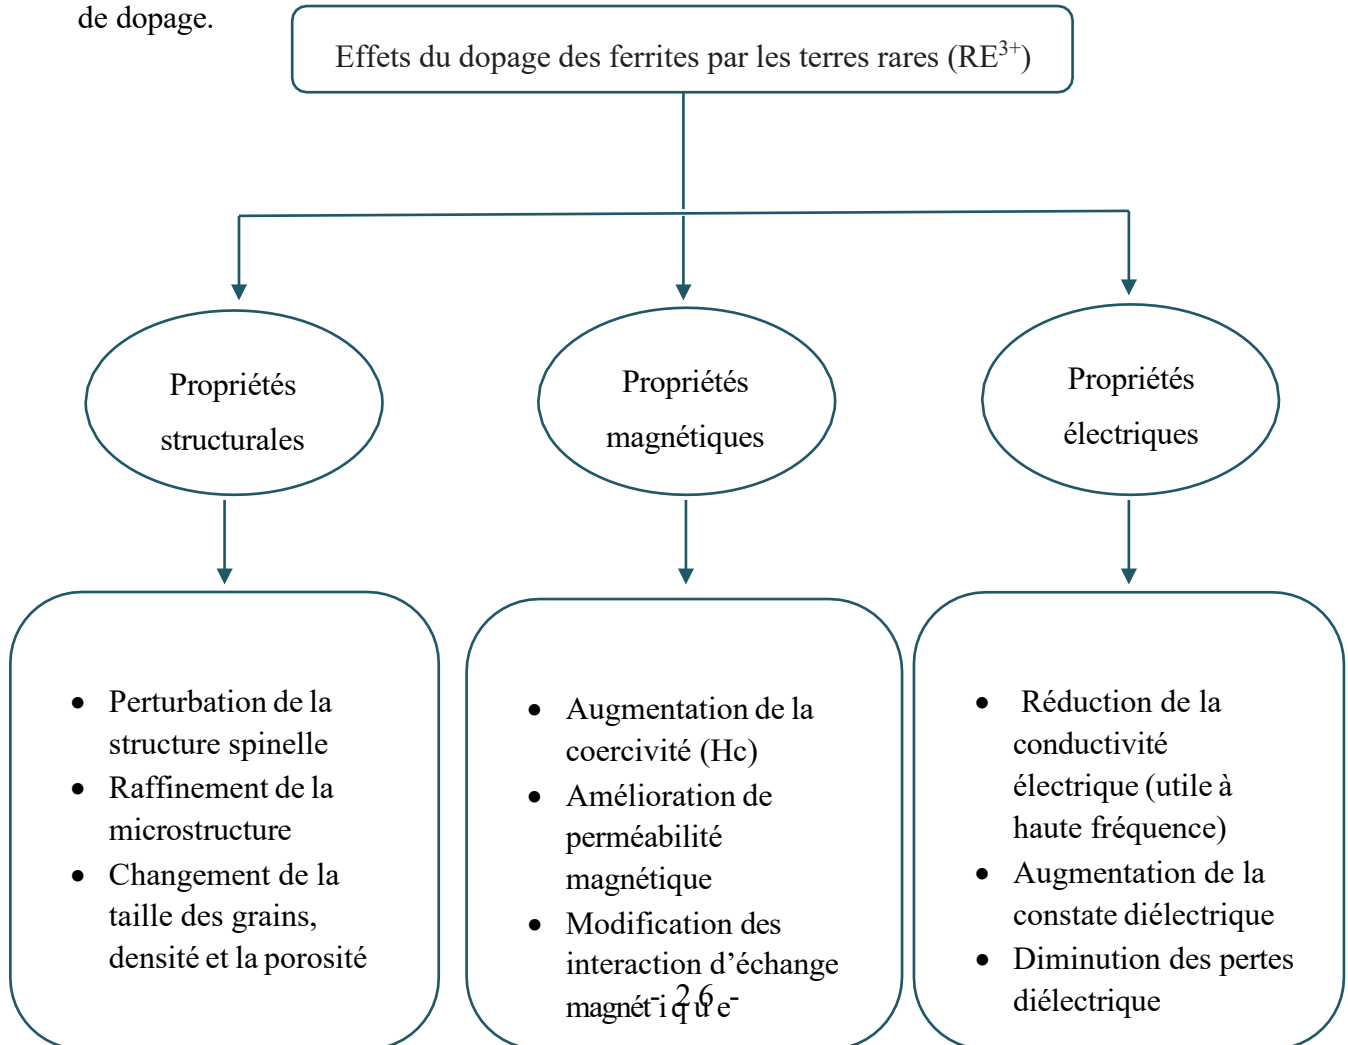 de dopage.
Effets du dopage des ferrites par les terres rares (RE³⁺)
Propriétés
structurales
Propriétés
magnétiques
Propriétés
électriques
• Perturbation de la
structure spinelle
• Raffinement de la
microstructure
• Changement de la
taille des grains,
densité et la porosité
• Augmentation de la
coercivité (Hc)
• Amélioration de
perméabilité
magnétique
• Modification des
interaction d’échange
magnétique
• Réduction de la
conductivité
électrique (utile à
haute fréquence)
• Augmentation de la
constate diélectrique
• Diminution des pertes
diélectrique
- 26 -